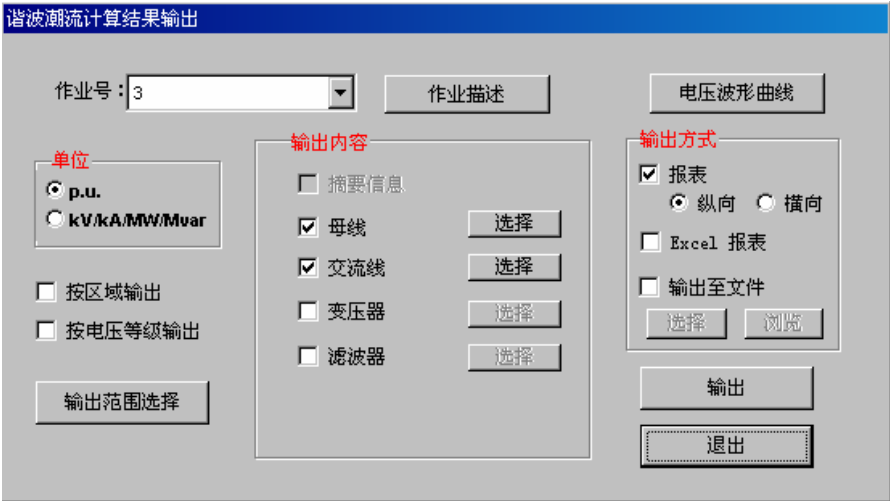 谐波潮流计算结果输出
作业号：3
作业描述
电压波形曲线
单位
p.u.
kV/kA/MW/Mvar
按区域输出
按电压等级输出
输出范围选择
输出内容
摘要信息
母线 选择
交流线 选择
变压器 选择
滤波器 选择
输出方式
报表
纵向 横向
Excel 报表
输出至文件
选择 浏览
输出
退出